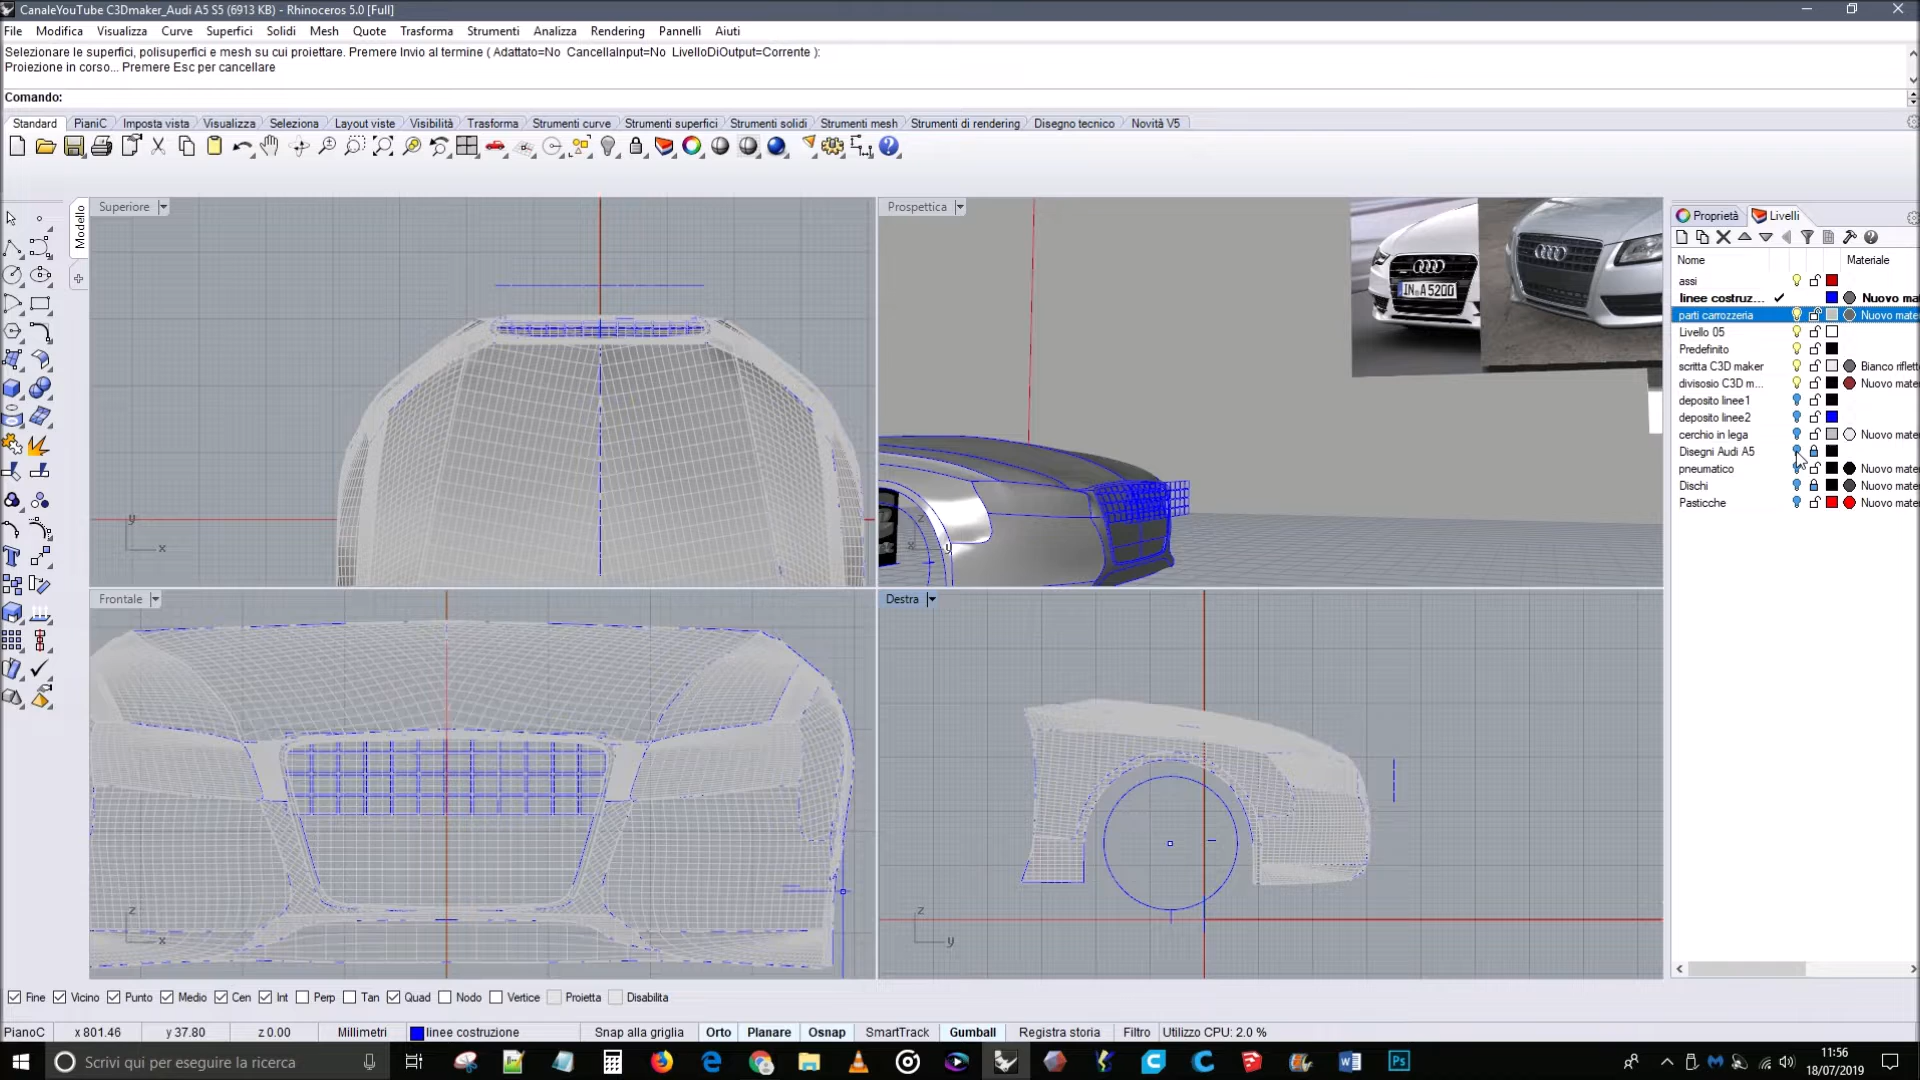 CanaleYouTube C3Dmaker_Audi A5 S5 (6913 KB) - Rhinoceros 5.0 [Full]
File Modifica Visualizza Curve Superfici Solidi Mesh Quote Trasforma Strumenti Analizza Rendering Pannelli Aiuti
Selezionare le superfici, polisuperfici e mesh su cui proiettare. Premere Invio al termine ( Adattato=No CancellaInput=No LivelloDiOutput=Corrente ):
Proiezione in corso... Premere Esc per cancellare
Comando:
Standard PianiC Imposta vista Visualizza Seleziona Layout viste Visibilità Trasforma Strumenti curve Strumenti superfici Strumenti solidi Strumenti mesh Strumenti di rendering Disegno tecnico Novità V5
Modello
Superiore
y
x
Prospettica
IN A 5200
z
x
y
Frontale
z
x
Destra
z
y
Proprietà Livelli
Nome Materiale
assi
linee costruz... Nuovo ma
parti carrozzeria Nuovo mate
Livello 05
Predefinito
scritta C3D maker Bianco riflett
divisosio C3D m... Nuovo mate
deposito linee1
deposito linee2
cerchio in lega Nuovo mate
Disegni Audi A5
pneumatico Nuovo mate
Dischi Nuovo mate
Pasticche Nuovo mate
Fine Vicino Punto Medio Cen Int Perp Tan Quad Nodo Vertice Proietta Disabilita
PianoC x 801.46 y 37.80 z 0.00 Millimetri linee costruzione Snap alla griglia Orto Planare Osnap SmartTrack Gumball Registra storia Filtro Utilizzo CPU: 2.0 %
Scrivi qui per eseguire la ricerca
11:56
18/07/2019